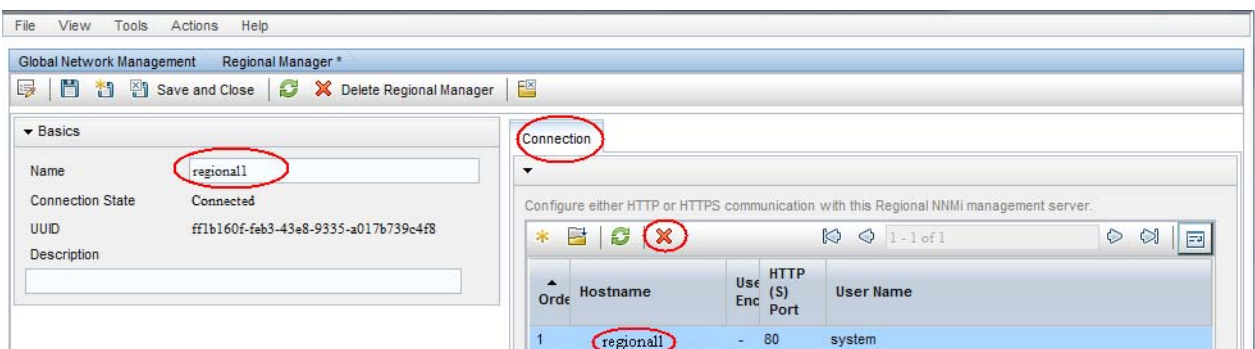 File View Tools Actions Help
Global Network Management Regional Manager *
Save and Close Delete Regional Manager
Basics
Name regional1
Connection State Connected
UUID ff1b160f-feb3-43e8-9335-a017b739c4f8
Description
Connection
Configure either HTTP or HTTPS communication with this Regional NNMi management server.
1 - 1 of 1
Orde Hostname Use Enc HTTP (S) Port User Name
1 regional1 - 80 system